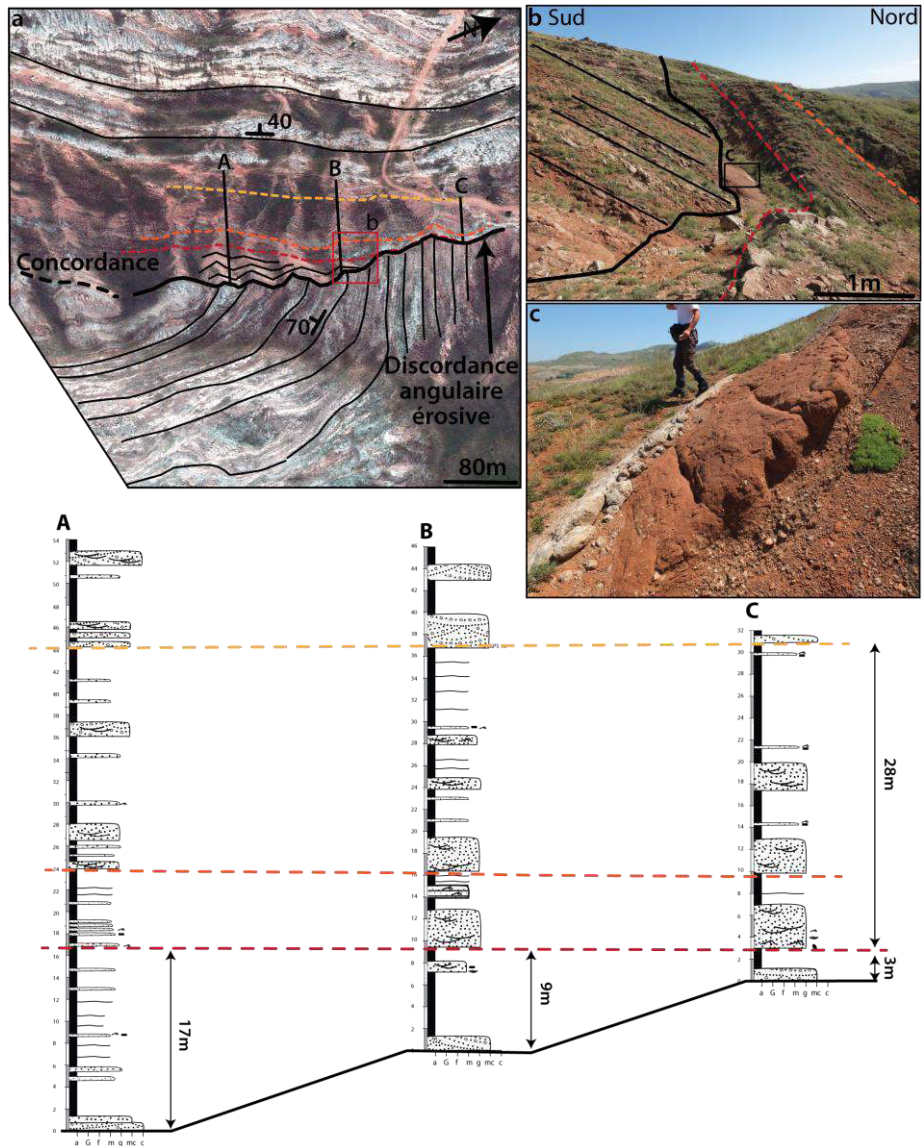 a
N
40
A
B
C
b
Concordance
70
Discordance
angulaire
érosive
80m
b Sud
Nord
c
1m
c
A
54
52
50
48
46
44
42
40
38
36
34
32
30
28
26
24
22
20
18
16
14
12
10
8
6
4
2
0
a G f m g mc c
17m
B
46
44
42
40
38
36
34
32
30
28
26
24
22
20
18
16
14
12
10
8
6
4
2
a G f m g mc c
9m
C
32
30
28
26
24
22
20
18
16
14
12
10
8
6
4
2
0
a G f m g mc c
28m
3m